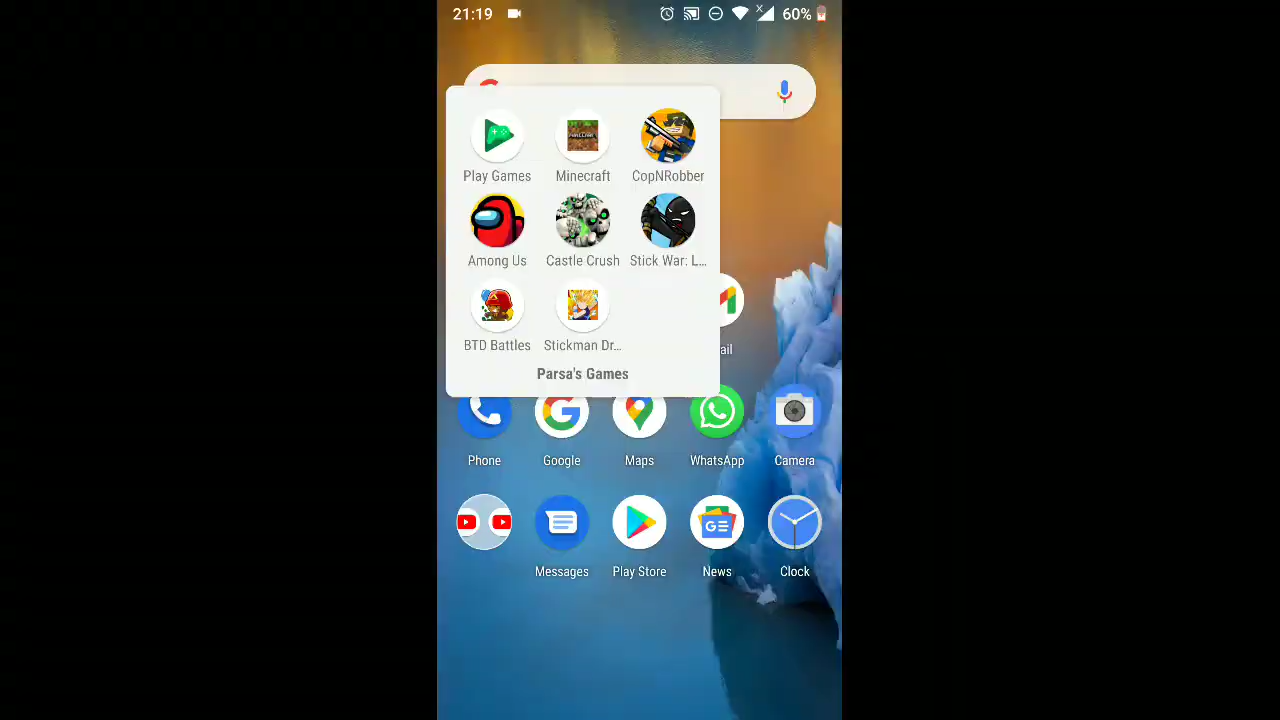 21:19
60%
Play Games
Minecraft
CopNRobber
Among Us
Castle Crush
Stick War: L...
BTD Battles
Stickman Dr...
Parsa's Games
ail
Phone
Google
Maps
WhatsApp
Camera
Messages
Play Store
News
Clock